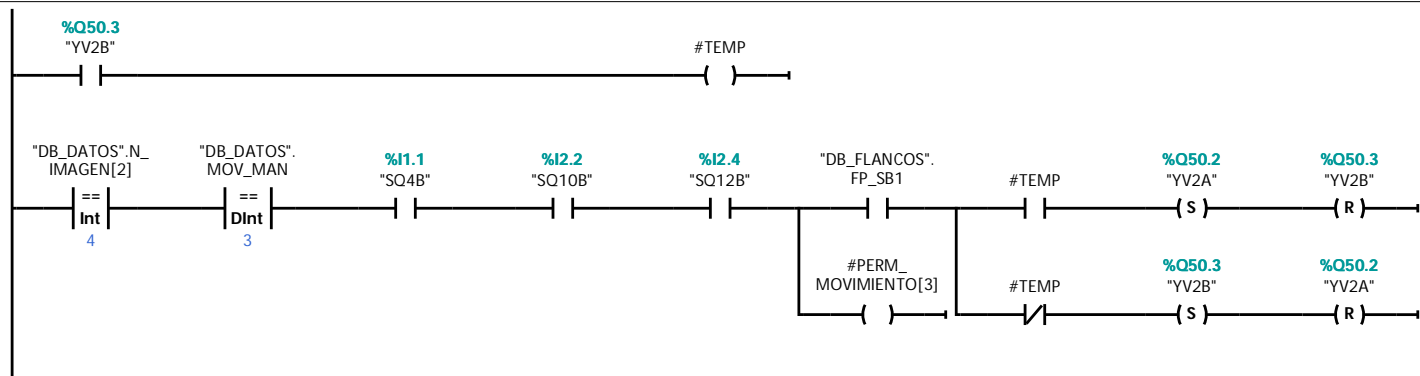 %Q50.3
"YV2B"
#TEMP
( )
"DB_DATOS".N_
IMAGEN[2]
==
Int
4
"DB_DATOS".
MOV_MAN
==
DInt
3
%I1.1
"SQ4B"
%I2.2
"SQ10B"
%I2.4
"SQ12B"
"DB_FLANCOS".
FP_SB1
#TEMP
%Q50.2
"YV2A"
( S )
%Q50.3
"YV2B"
( R )
#PERM_
MOVIMIENTO[3]
( )
#TEMP
%Q50.3
"YV2B"
( S )
%Q50.2
"YV2A"
( R )